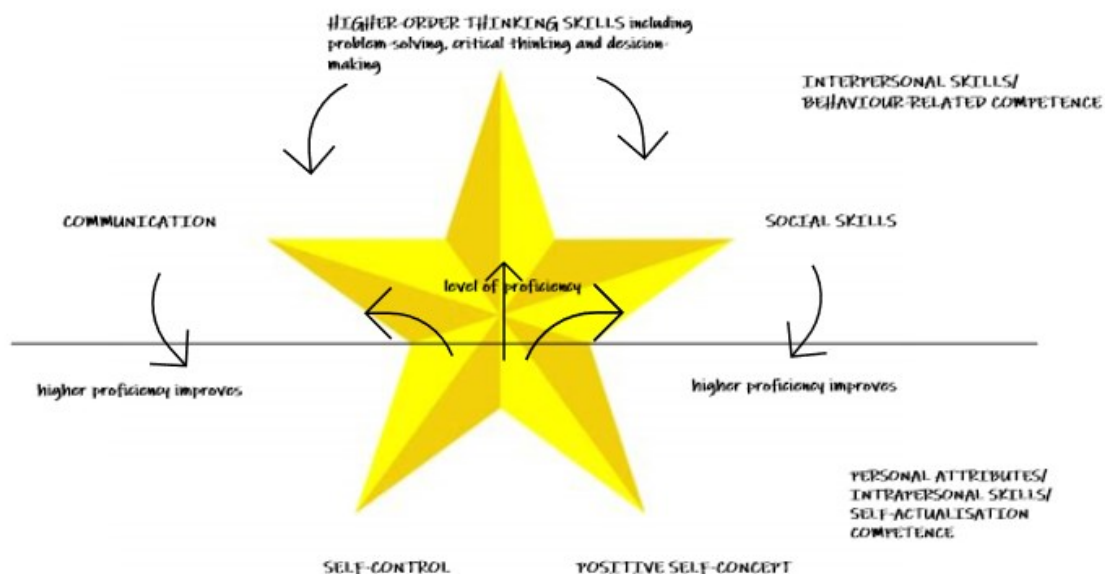 HIGHER-ORDER THINKING SKILLS including
problem-solving, critical thinking and desicion-
making
INTERPERSONAL SKILLS/
BEHAVIOUR-RELATED COMPETENCE
COMMUNICATION
SOCIAL SKILLS
level of proficiency
higher proficiency improves
higher proficiency improves
PERSONAL ATTRIBUTES/
INTRAPERSONAL SKILLS/
SELF-ACTUALISATION
COMPETENCE
SELF-CONTROL
POSITIVE SELF-CONCEPT